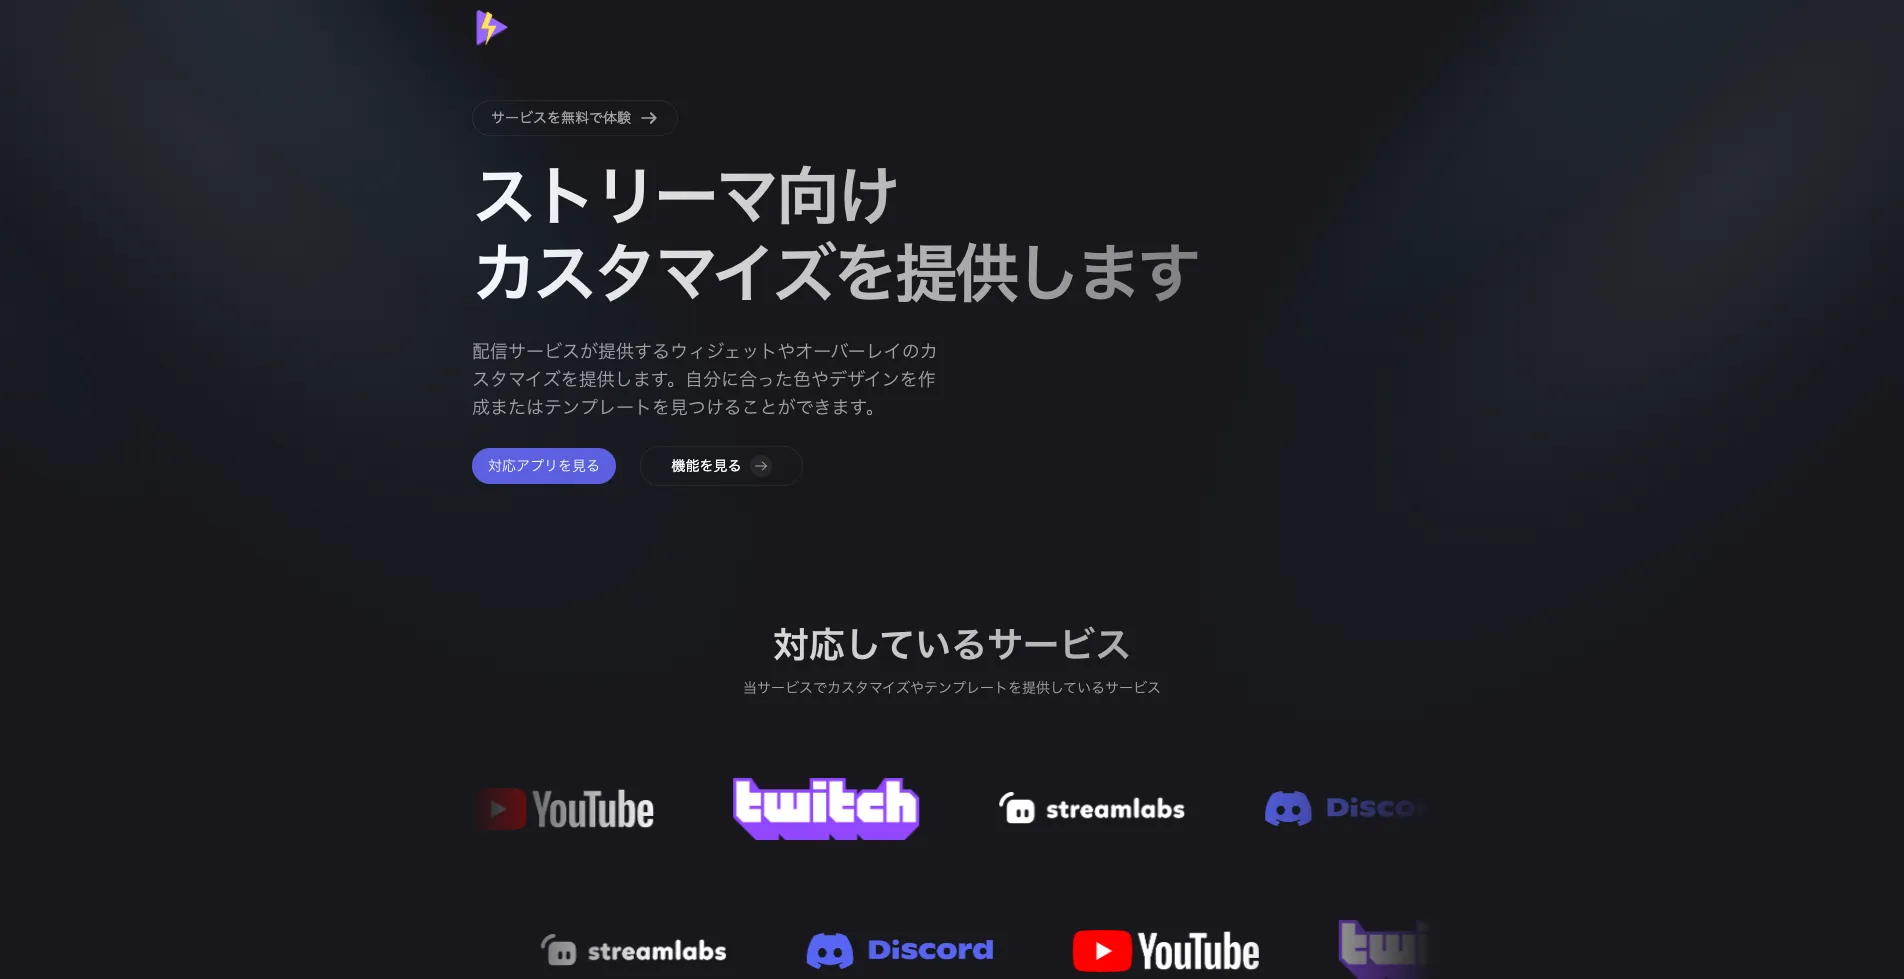 サービスを無料で体験
ストリーマ向け
カスタマイズを提供します
配信サービスが提供するウィジェットやオーバーレイのカ
スタマイズを提供します。自分に合った色やデザインを作
成またはテンプレートを見つけることができます。
対応アプリを見る
機能を見る
対応しているサービス
当サービスでカスタマイズやテンプレートを提供しているサービス
YouTube twitch streamlabs Discor
streamlabs Discord YouTube twi